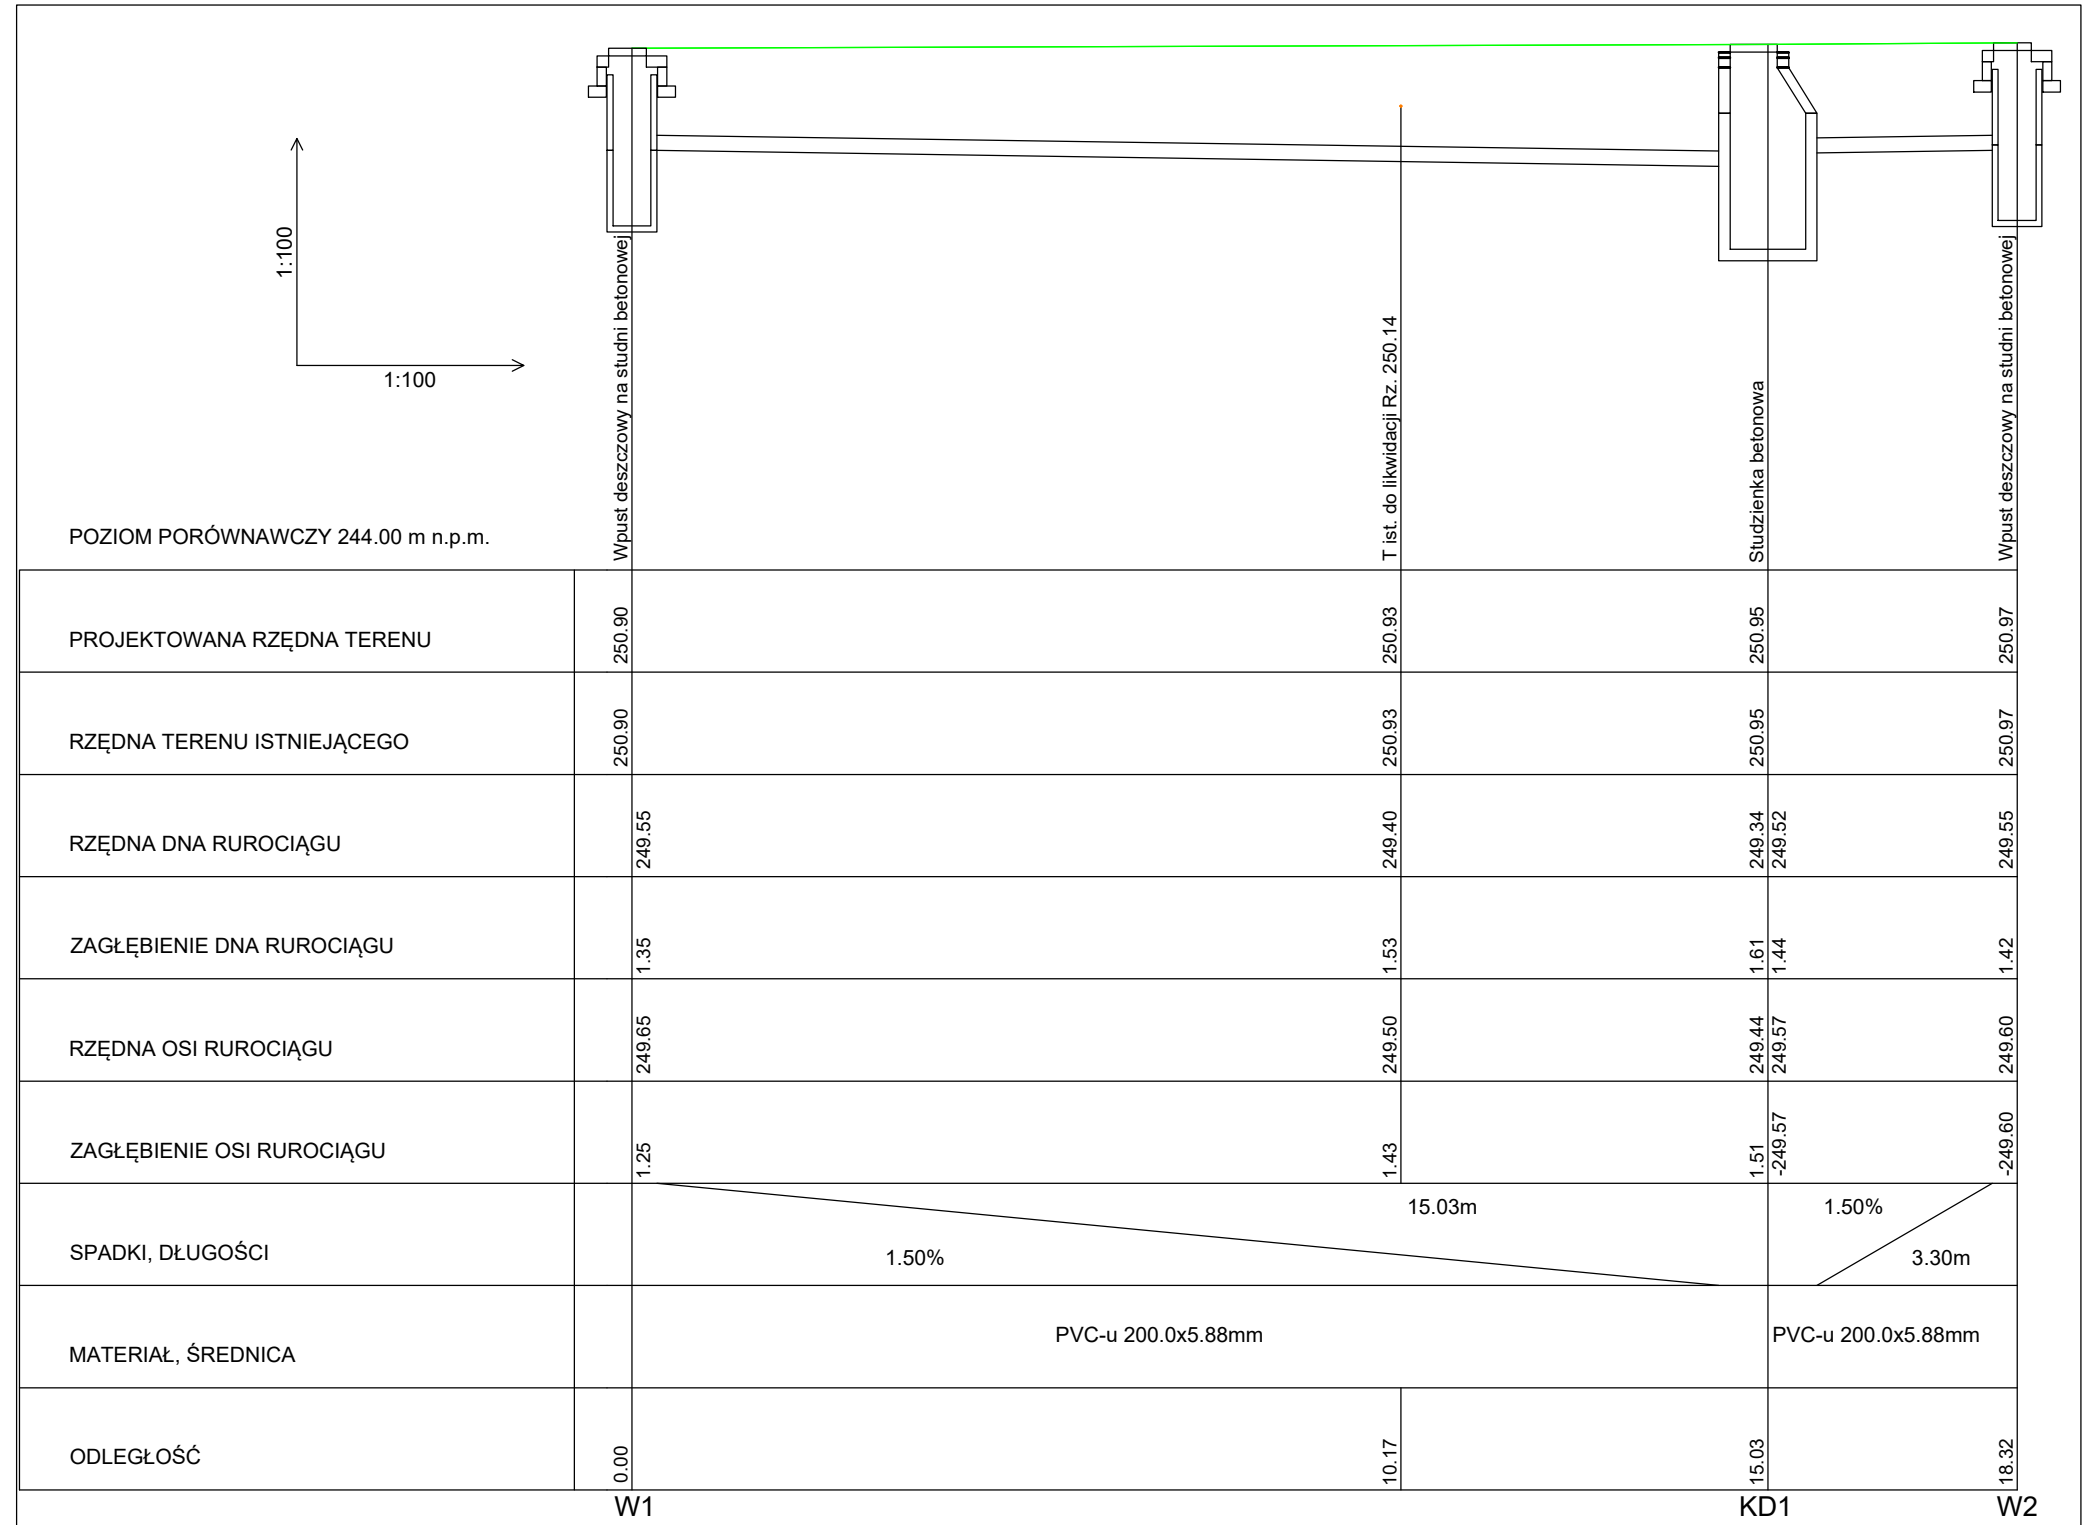 1:100
1:100
Wpust deszczowy na studni betonowej
T ist. do likwidacji Rz. 250.14
Studzienka betonowa
Wpust deszczowy na studni betonowej
POZIOM PORÓWNAWCZY 244.00 m n.p.m.
PROJEKTOWANA RZĘDNA TERENU
250.90
250.93
250.95
250.97
RZĘDNA TERENU ISTNIEJĄCEGO
250.90
250.93
250.95
250.97
RZĘDNA DNA RUROCIĄGU
249.55
249.40
249.34
249.52
249.55
ZAGŁĘBIENIE DNA RUROCIĄGU
1.35
1.53
1.61
1.44
1.42
RZĘDNA OSI RUROCIĄGU
249.65
249.50
249.44
249.57
249.60
ZAGŁĘBIENIE OSI RUROCIĄGU
1.25
1.43
1.51
-249.57
-249.60
SPADKI, DŁUGOŚCI
1.50%
15.03m
1.50%
3.30m
MATERIAŁ, ŚREDNICA
PVC-u 200.0x5.88mm
PVC-u 200.0x5.88mm
ODLEGŁOŚĆ
0.00
10.17
15.03
18.32
W1
KD1
W2